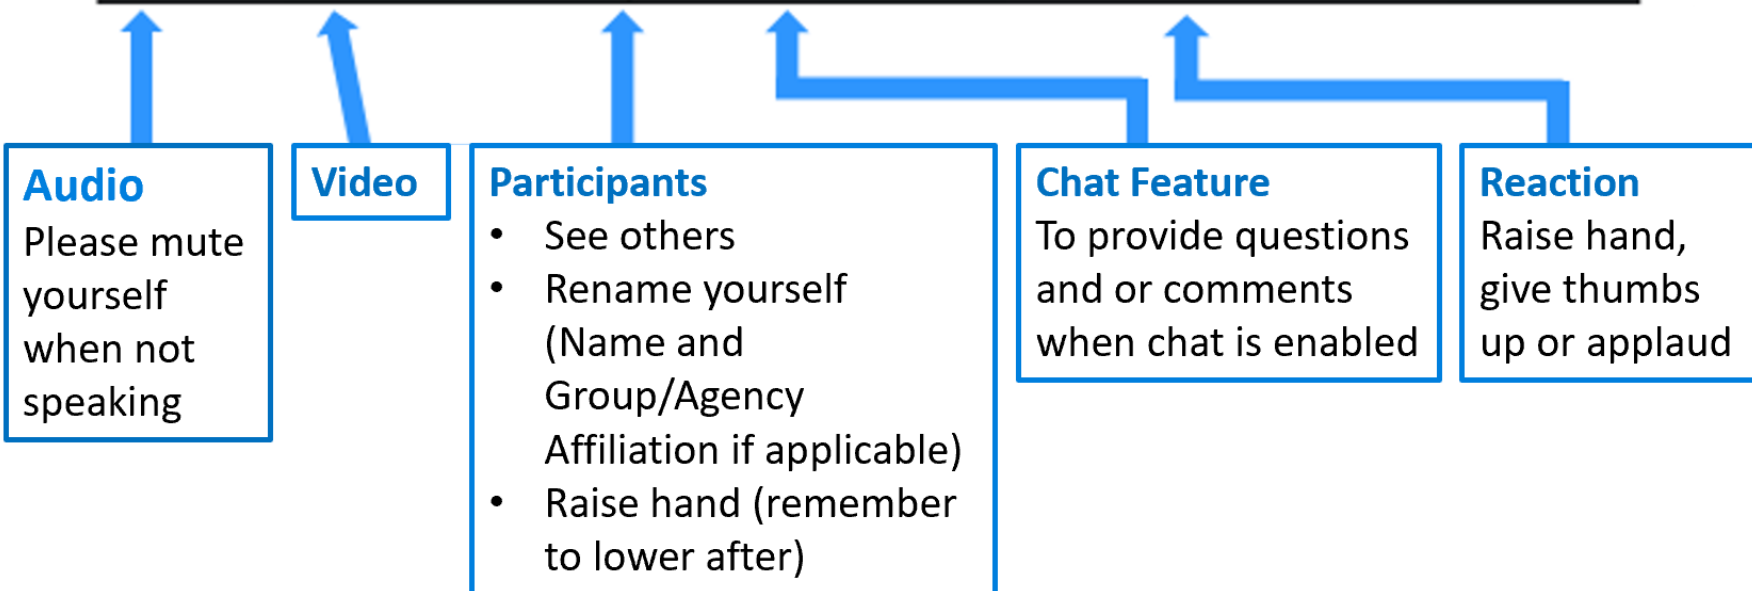 Audio
Please mute
yourself
when not
speaking
Video
Participants
• See others
• Rename yourself
(Name and
Group/Agency
Affiliation if applicable)
• Raise hand (remember
to lower after)
Chat Feature
To provide questions
and or comments
when chat is enabled
Reaction
Raise hand,
give thumbs
up or applaud